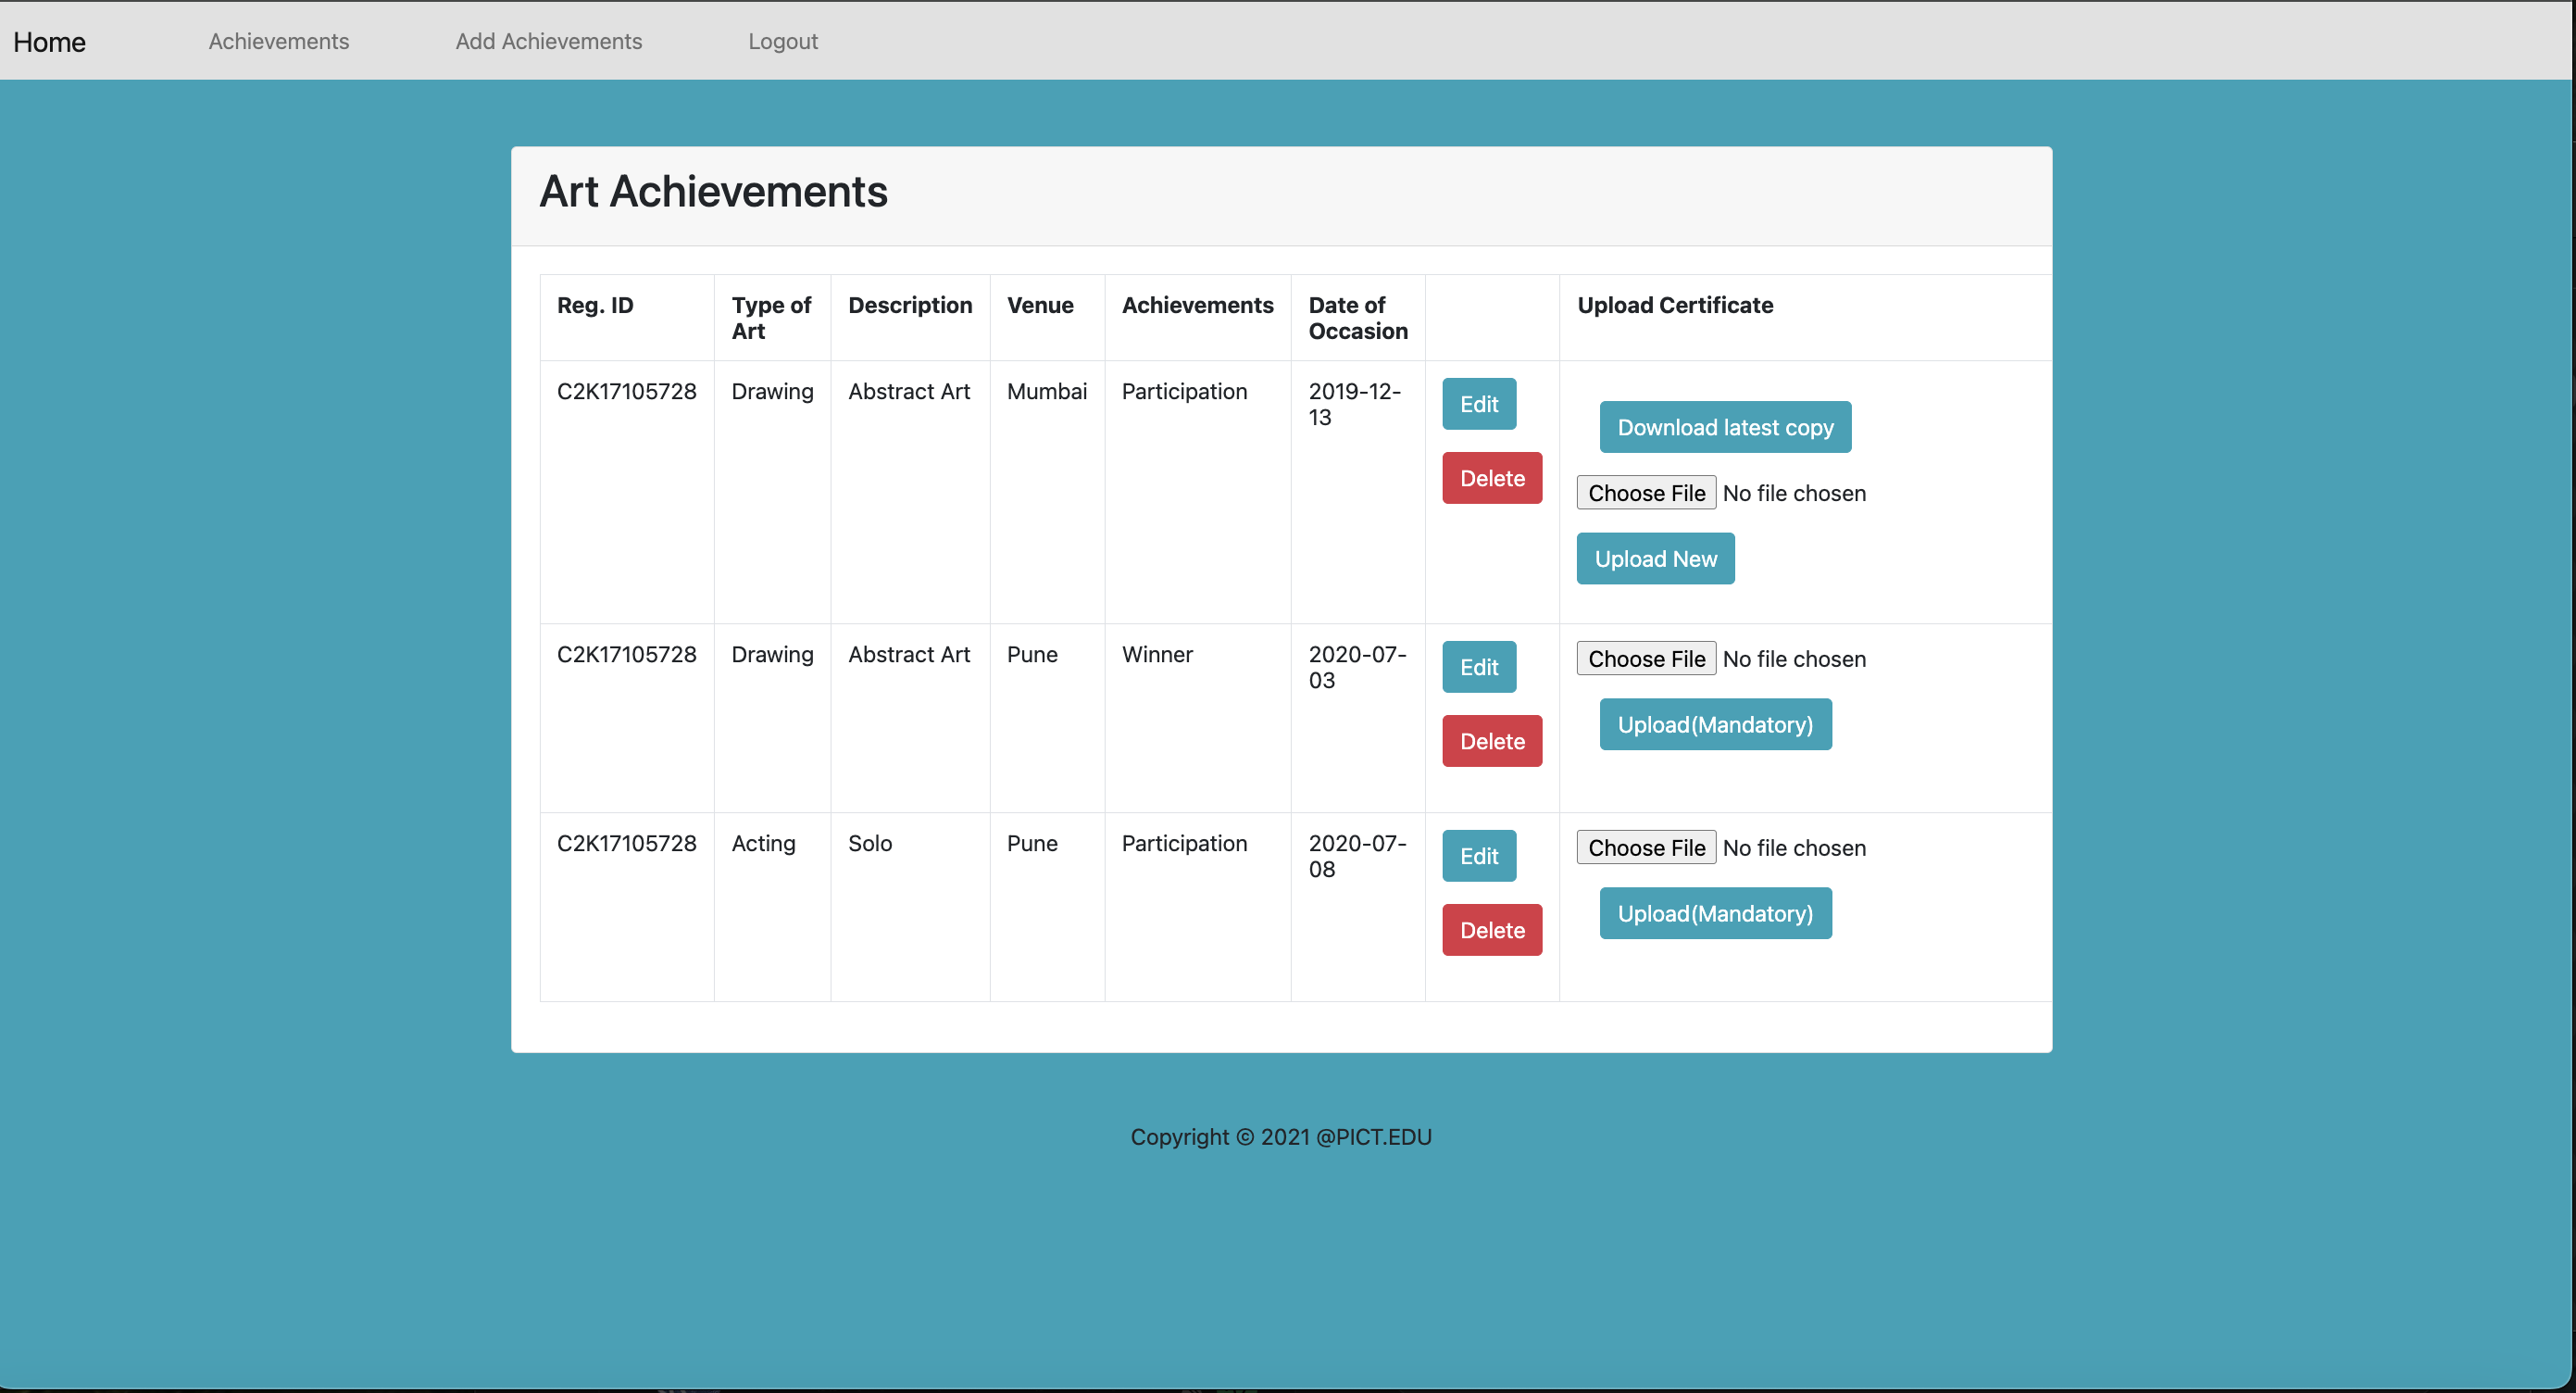 Home Achievements Add Achievements Logout
Art Achievements
Reg. ID Type of Art Description Venue Achievements Date of Occasion Upload Certificate
C2K17105728 Drawing Abstract Art Mumbai Participation 2019-12-13 Edit Delete Download latest copy
Choose File No file chosen
Upload New
C2K17105728 Drawing Abstract Art Pune Winner 2020-07-03 Edit Delete Choose File No file chosen
Upload(Mandatory)
C2K17105728 Acting Solo Pune Participation 2020-07-08 Edit Delete Choose File No file chosen
Upload(Mandatory)
Copyright © 2021 @PICT.EDU